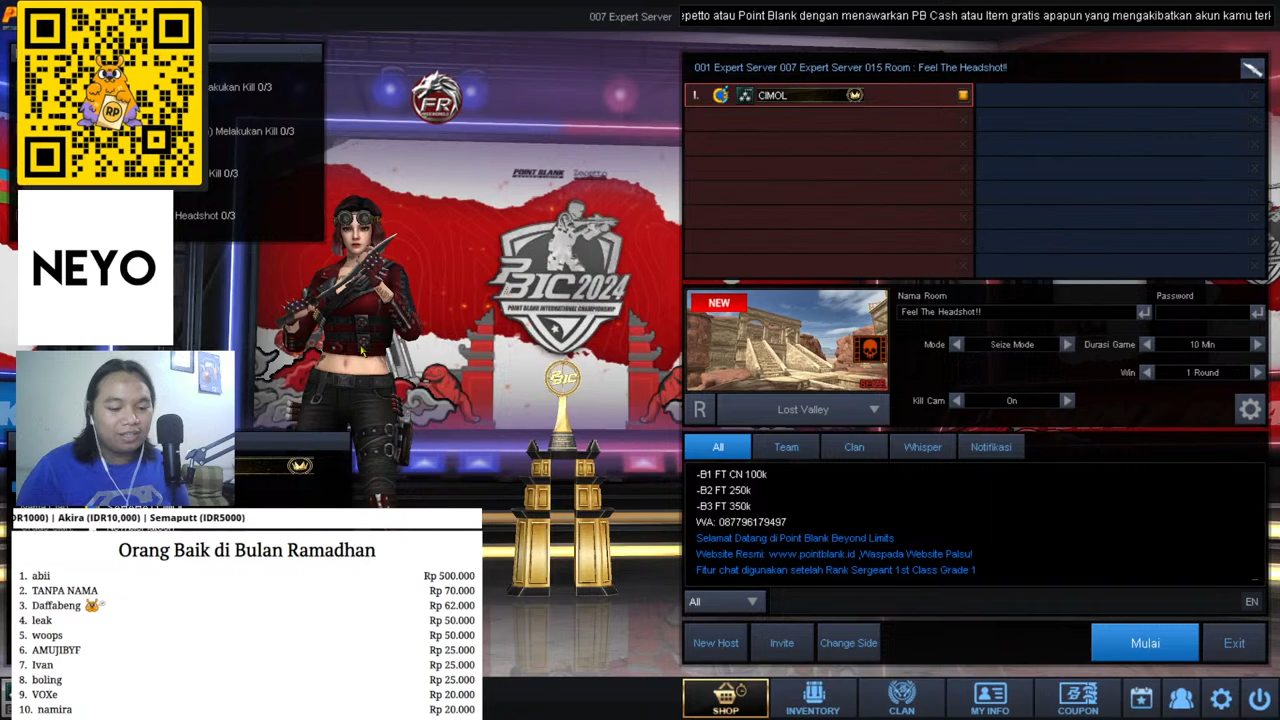 007 Expert Server
epetto atau Point Blank dengan menawarkan PB Cash atau Item gratis apapun yang mengakibatkan akun kamu
RP
akukan Kill 0/3
) Melakukan Kill 0/3
Kill 0/3
Headshot 0/3
NEYO
FR
POINT BLANK
Zepetto
PBIC 2024
POINT BLANK INTERNATIONAL CHAMPIONSHIP
001 Expert Server 007 Expert Server 015 Room : Feel The Headshot!!
1. CIMOL
NEW
Nama Room
Password
Feel The Headshot!!
Mode
Seize Mode
Durasi Game
10 Min
Win
1 Round
Kill Cam
On
R
Lost Valley
All
Team
Clan
Whisper
Notifikasi
-B1 FT CN 100k
-B2 FT 250k
-B3 FT 350k
WA: 087796179497
Selamat Datang di Point Blank Beyond Limits
Website Resmi: www.pointblank.id ,Waspada Website Palsu!
Fitur chat digunakan setelah Rank Sergeant 1st Class Grade 1
All
EN
New Host
Invite
Change Side
Mulai
Exit
SHOP
INVENTORY
CLAN
MY INFO
COUPON
DR1000) | Akira (IDR10,000) | Semaputt (IDR5000)
Orang Baik di Bulan Ramadhan
1. abii Rp 500.000
2. TANPA NAMA Rp 70.000
3. Daffabeng Rp 62.000
4. leak Rp 50.000
5. woops Rp 50.000
6. AMUJIBYF Rp 25.000
7. Ivan Rp 25.000
8. boling Rp 25.000
9. VOXe Rp 20.000
10. namira Rp 20.000